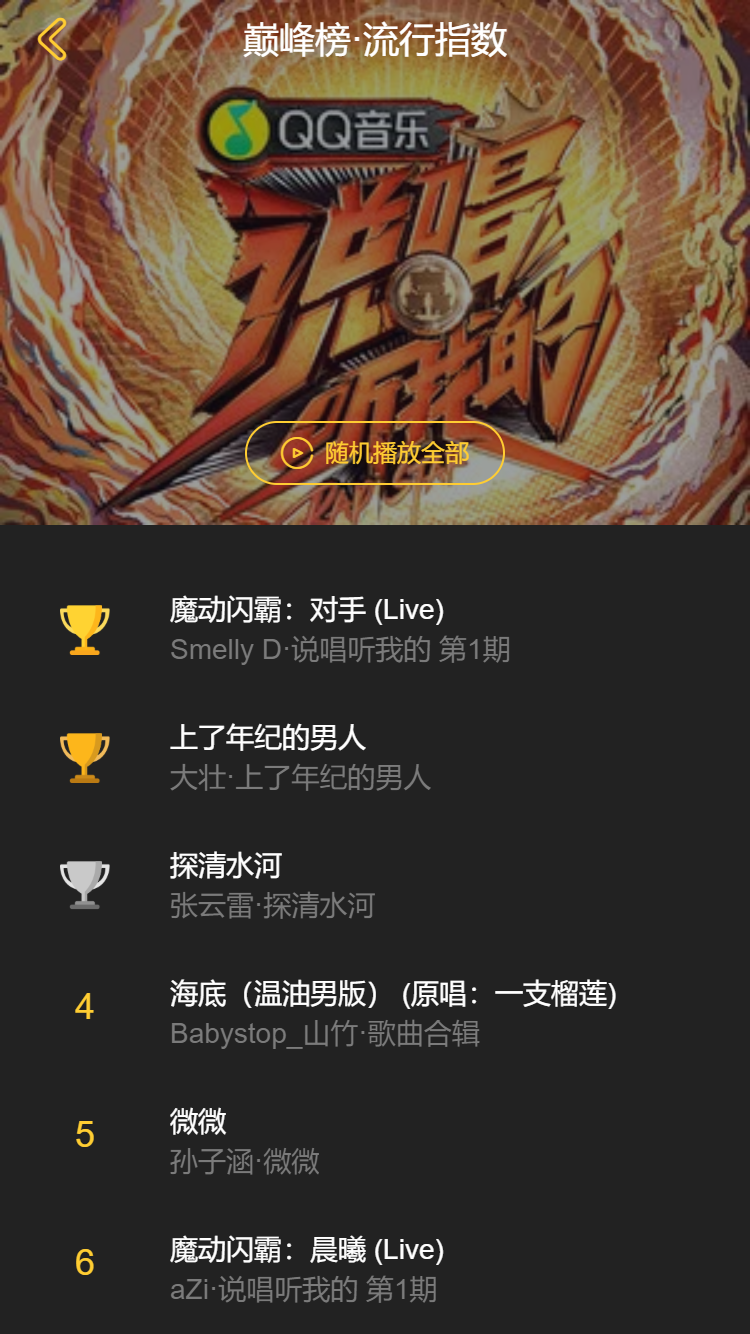 巅峰榜·流行指数
QQ音乐
说唱
听我的
随机播放全部
魔动闪霸：对手 (Live)
Smelly D·说唱听我的 第1期
上了年纪的男人
大壮·上了年纪的男人
探清水河
张云雷·探清水河
4
海底（温油男版） (原唱：一支榴莲)
Babystop_山竹·歌曲合辑
5
微微
孙子涵·微微
6
魔动闪霸：晨曦 (Live)
aZi·说唱听我的 第1期